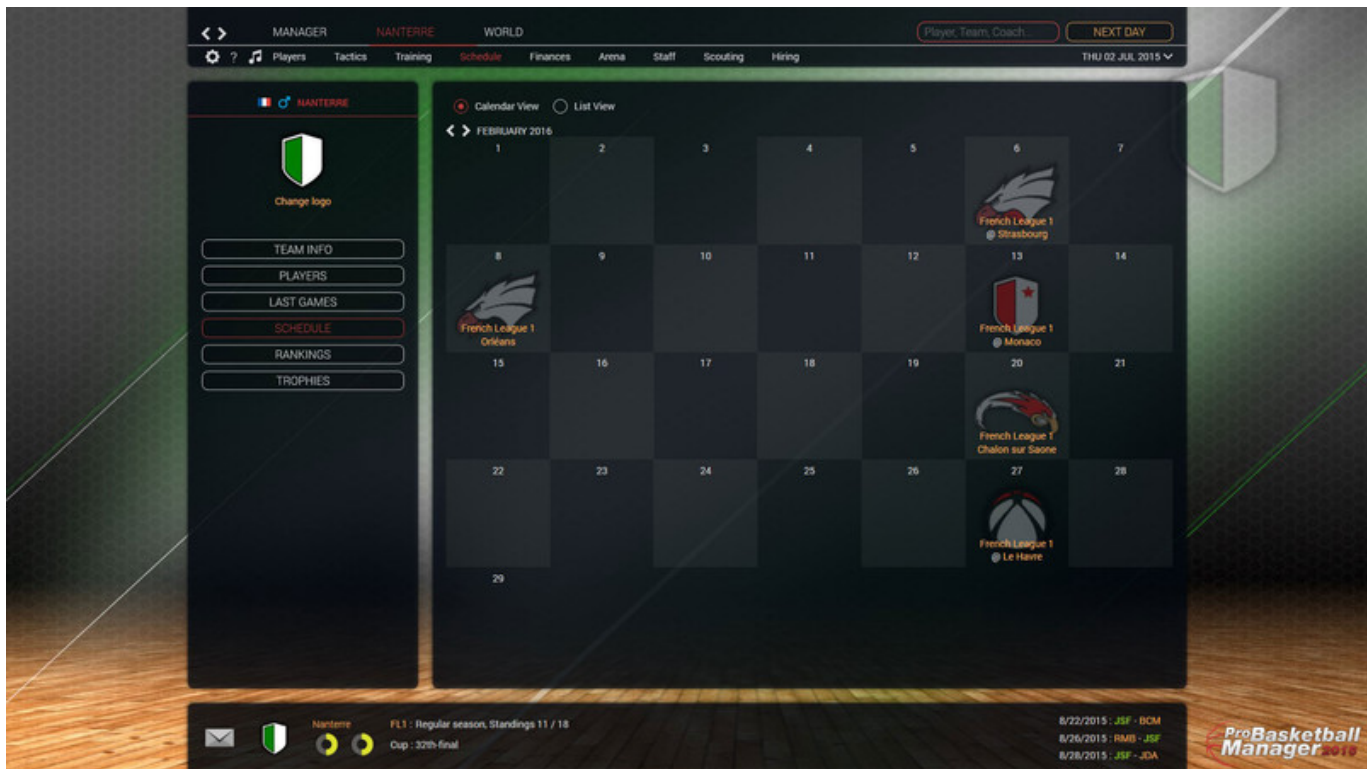 MANAGER NANTERRE WORLD Player, Team, Coach... NEXT DAY
? Players Tactics Training Schedule Finances Arena Staff Scouting Hiring THU 02 JUL 2015
NANTERRE
Change logo
TEAM INFO
PLAYERS
LAST GAMES
SCHEDULE
RANKINGS
TROPHIES
Calendar View List View
FEBRUARY 2016
1 2 3 4 5 6 7
French League 1
@ Strasbourg
8 9 10 11 12 13 14
French League 1 French League 1
Orléans @ Monaco
15 16 17 18 19 20 21
French League 1
Chalon sur Saone
22 23 24 25 26 27 28
French League 1
@ Le Havre
29
Nanterre
FL1 : Regular season, Standings 11 / 18
Cup : 32th-final
8/22/2015 : JSF - BCM
8/26/2015 : RMB - JSF
8/28/2015 : JSF - JDA
ProBasketball
Manager 2016